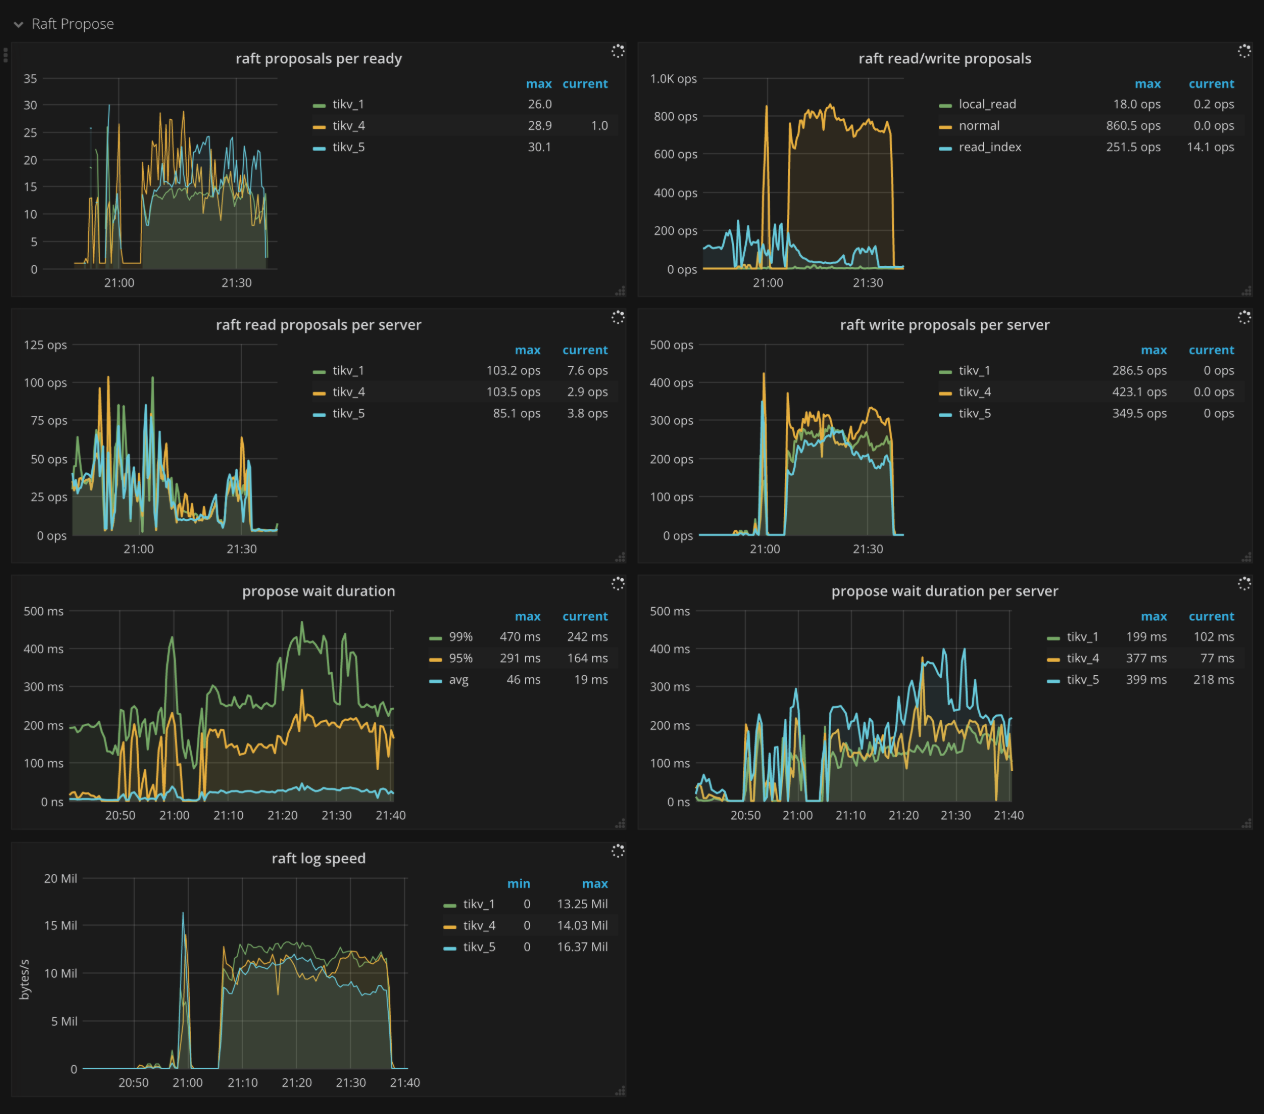 Raft Propose
raft proposals per ready
max current
35
30
25
20
15
10
5
0
21:00 21:30
tikv_1 26.0
tikv_4 28.9 1.0
tikv_5 30.1
raft read/write proposals
max current
1.0K ops
800 ops
600 ops
400 ops
200 ops
0 ops
21:00 21:30
local_read 18.0 ops 0.2 ops
normal 860.5 ops 0.0 ops
read_index 251.5 ops 14.1 ops
raft read proposals per server
max current
125 ops
100 ops
75 ops
50 ops
25 ops
0 ops
21:00 21:30
tikv_1 103.2 ops 7.6 ops
tikv_4 103.5 ops 2.9 ops
tikv_5 85.1 ops 3.8 ops
raft write proposals per server
max current
500 ops
400 ops
300 ops
200 ops
100 ops
0 ops
21:00 21:30
tikv_1 286.5 ops 0 ops
tikv_4 423.1 ops 0.0 ops
tikv_5 349.5 ops 0 ops
propose wait duration
max current
500 ms
400 ms
300 ms
200 ms
100 ms
0 ns
20:50 21:00 21:10 21:20 21:30 21:40
99% 470 ms 242 ms
95% 291 ms 164 ms
avg 46 ms 19 ms
propose wait duration per server
max current
500 ms
400 ms
300 ms
200 ms
100 ms
0 ns
20:50 21:00 21:10 21:20 21:30 21:40
tikv_1 199 ms 102 ms
tikv_4 377 ms 77 ms
tikv_5 399 ms 218 ms
raft log speed
min max
20 Mil
15 Mil
10 Mil
5 Mil
0
bytes/s
20:50 21:00 21:10 21:20 21:30 21:40
tikv_1 0 13.25 Mil
tikv_4 0 14.03 Mil
tikv_5 0 16.37 Mil